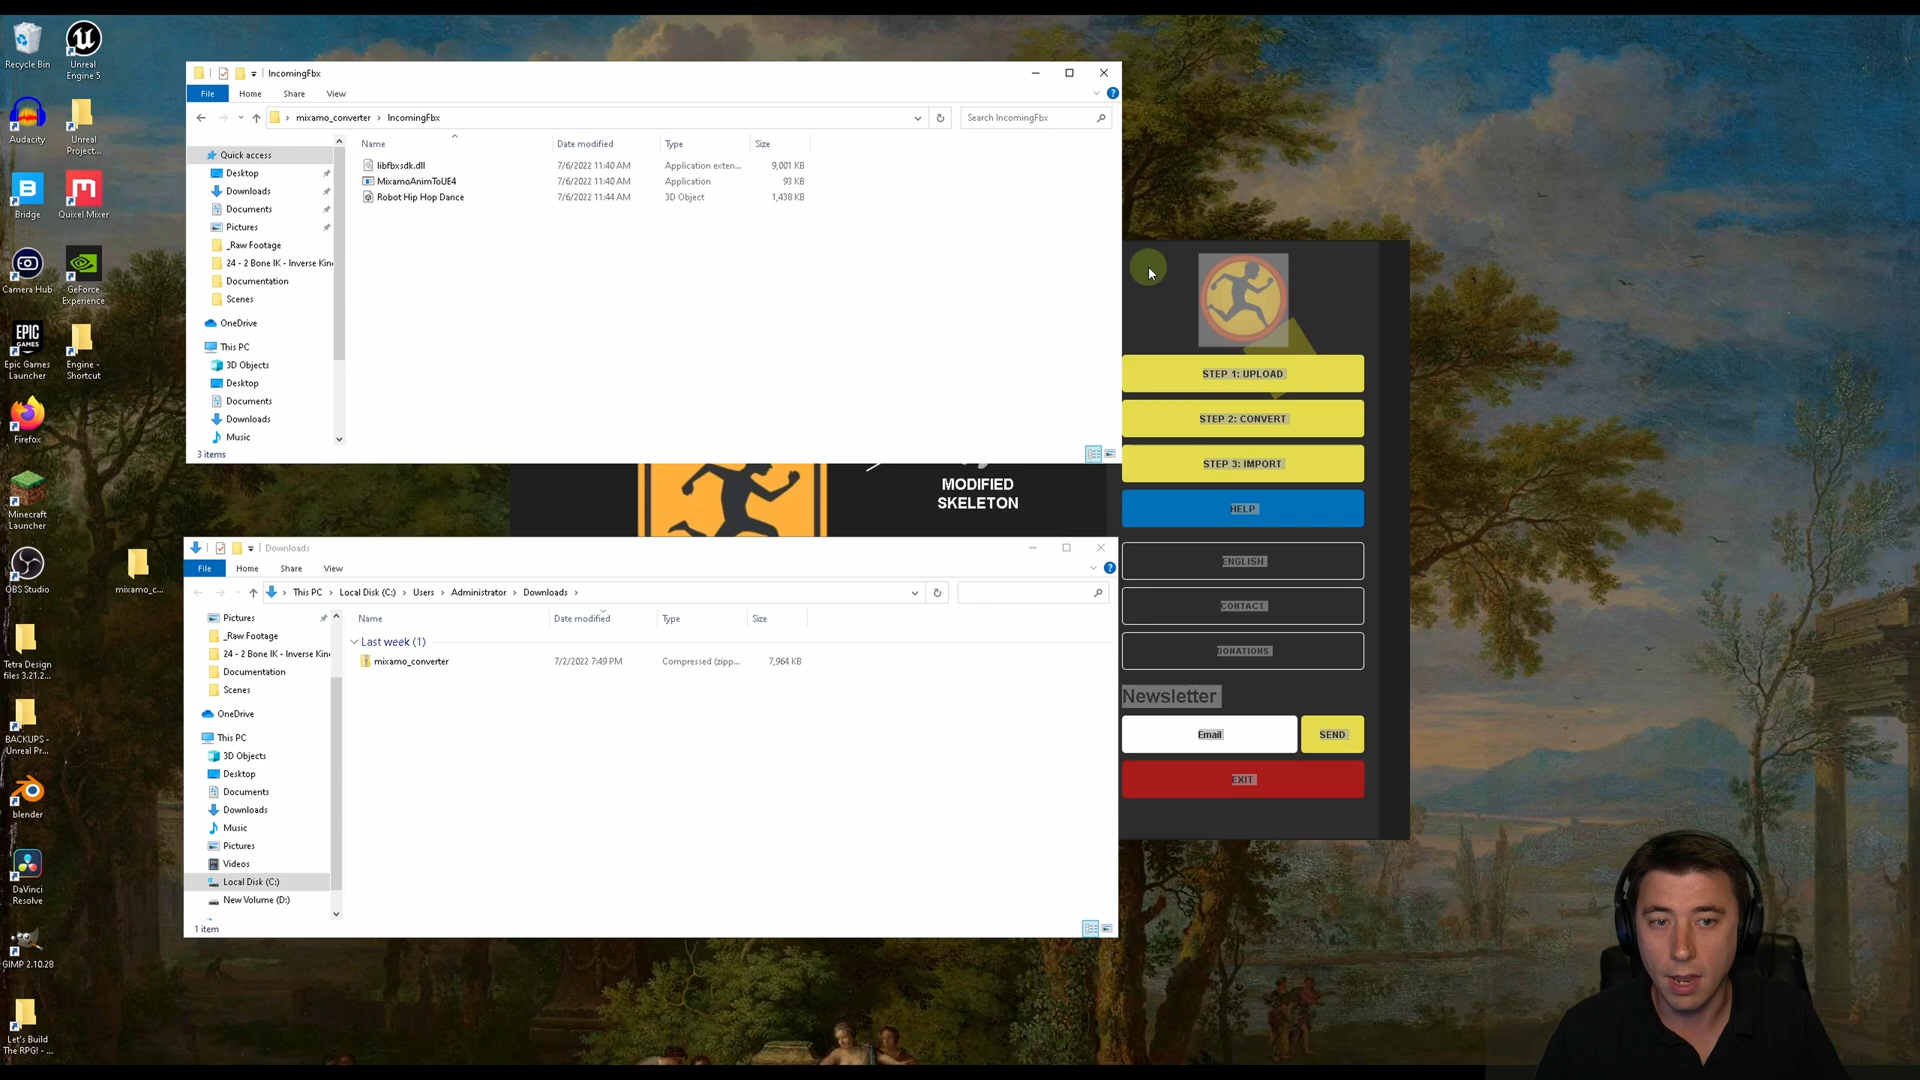 Recycle Bin
Unreal
Engine 5
Audacity
Unreal
Project...
Bridge
Quixel Mixer
Camera Hub
GeForce
Experience
Epic Games
Launcher
Engine -
Shortcut
Firefox
Minecraft
Launcher
OBS Studio
mixamo_c...
Tetra Design
files 3.21.2...
BACKUPS -
Unreal Pr...
blender
DaVinci
Resolve
GIMP 2.10.28
Let's Build
The RPG! - ...
IncomingFbx
File Home Share View
mixamo_converter IncomingFbx
Search IncomingFbx
Quick access
Desktop
Downloads
Documents
Pictures
_Raw Footage
24 - 2 Bone IK - Inverse Kin
Documentation
Scenes
OneDrive
This PC
3D Objects
Desktop
Documents
Downloads
Music
Name Date modified Type Size
libfbxsdk.dll 7/6/2022 11:40 AM Application exten... 9,001 KB
MixamoAnimToUE4 7/6/2022 11:40 AM Application 93 KB
Robot Hip Hop Dance 7/6/2022 11:44 AM 3D Object 1,438 KB
3 items
MODIFIED
SKELETON
STEP 1: UPLOAD
STEP 2: CONVERT
STEP 3: IMPORT
HELP
ENGLISH
CONTACT
DONATIONS
Newsletter
Email
SEND
EXIT
Downloads
File Home Share View
This PC Local Disk (C:) Users Administrator Downloads
Pictures
_Raw Footage
24 - 2 Bone IK - Inverse Kin
Documentation
Scenes
OneDrive
This PC
3D Objects
Desktop
Documents
Downloads
Music
Pictures
Videos
Local Disk (C:)
New Volume (D:)
Name Date modified Type Size
Last week (1)
mixamo_converter 7/2/2022 7:49 PM Compressed (zipp... 7,964 KB
1 item